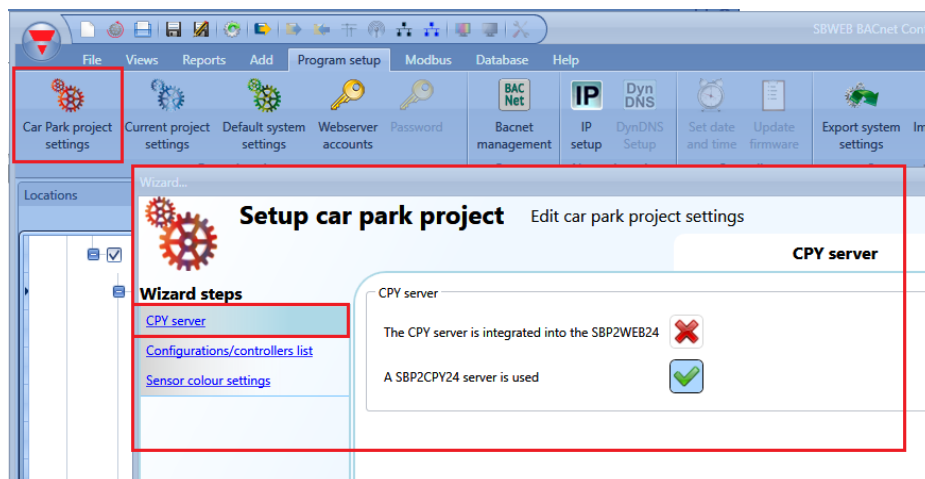 SBWEB BACnet Con
File Views Reports Add Program setup Modbus Database Help
BAC
Net
IP
Dyn
DNS
Car Park project
settings
Current project
settings
Default system
settings
Webserver
accounts
Password
Bacnet
management
IP
setup
DynDNS
Setup
Set date
and time
Update
firmware
Export system
settings
Im
Locations
Wizard...
Setup car park project Edit car park project settings
CPY server
Wizard steps
CPY server
Configurations/controllers list
Sensor colour settings
CPY server
The CPY server is integrated into the SBP2WEB24
A SBP2CPY24 server is used